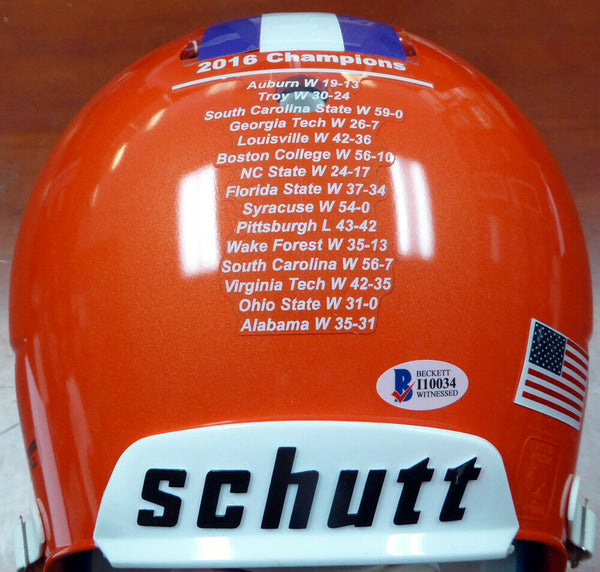 2016 Champions
Auburn W 19-13
Troy W 30-24
South Carolina State W 59-0
Georgia Tech W 26-7
Louisville W 42-36
Boston College W 56-10
NC State W 24-17
Florida State W 37-34
Syracuse W 54-0
Pittsburgh L 43-42
Wake Forest W 35-13
South Carolina W 56-7
Virginia Tech W 42-35
Ohio State W 31-0
Alabama W 35-31
B
BECKETT
I10034
WITNESSED
schutt